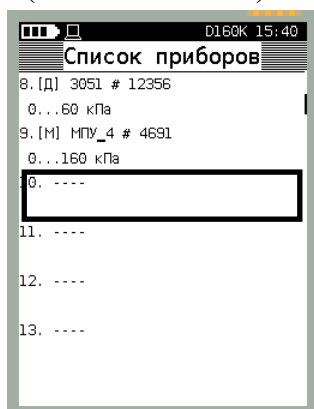 D160K 15:40
Список приборов
8.[Д] 3051 # 12356
0...60 кПа
9.[М] МПУ_4 # 4691
0...160 кПа
10. ----
11. ----
12. ----
13. ----